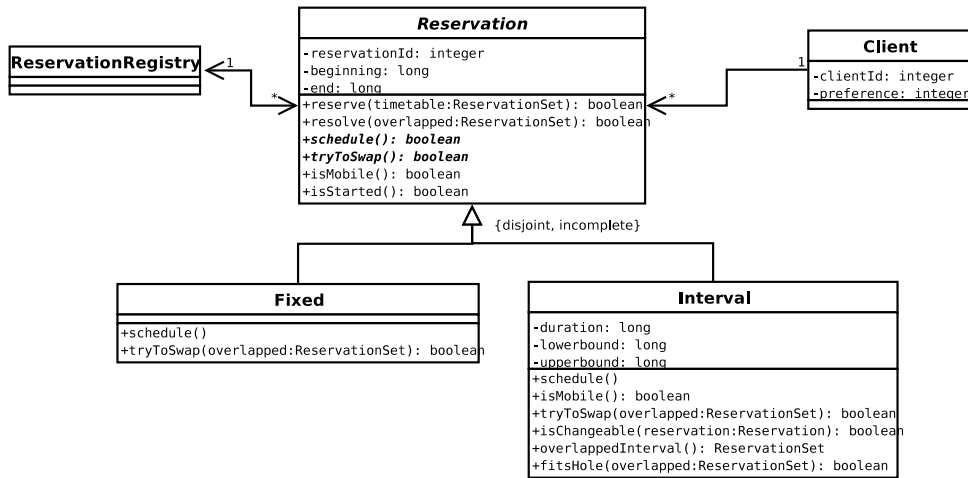 Reservation
-reservationId: integer
-beginning: long
-end: long
+reserve(timetable:ReservationSet): boolean
+resolve(overlapped:ReservationSet): boolean
+schedule(): boolean
+tryToSwap(): boolean
+isMobile(): boolean
+isStarted(): boolean
ReservationRegistry
1
*
Client
-clientId: integer
-preference: integer
1
*
{disjoint, incomplete}
Fixed
+schedule()
+tryToSwap(overlapped:ReservationSet): boolean
Interval
-duration: long
-lowerbound: long
-upperbound: long
+schedule()
+isMobile(): boolean
+tryToSwap(overlapped:ReservationSet): boolean
+isChangeable(reservation:Reservation): boolean
+overlappedInterval(): ReservationSet
+fitsHole(overlapped:ReservationSet): boolean